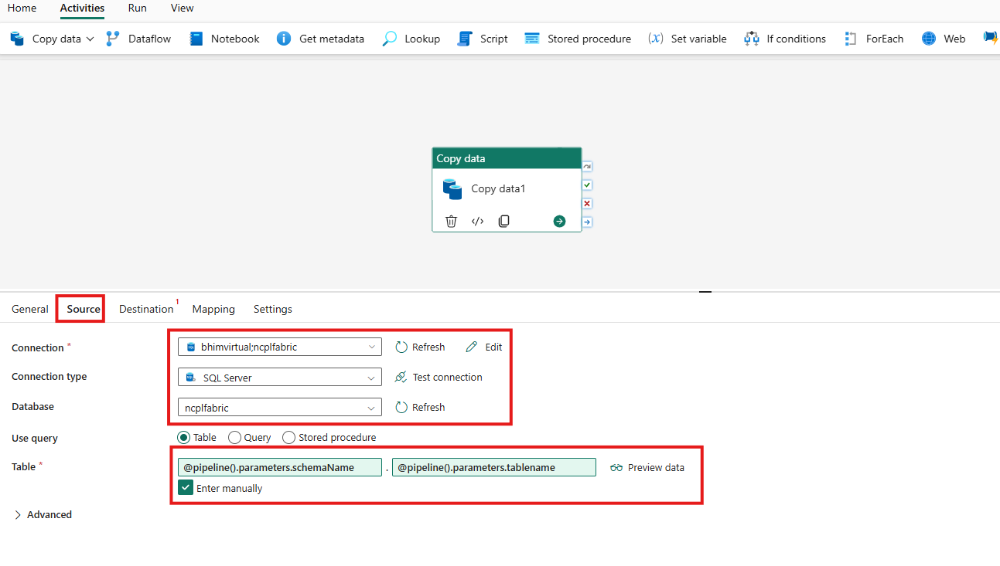 Home Activities Run View
Copy data Dataflow Notebook Get metadata Lookup Script Stored procedure (x) Set variable If conditions ForEach Web
Copy data
Copy data1
General Source Destination 1 Mapping Settings
Connection * bhimvirtual;ncplfabric Refresh Edit
Connection type SQL Server Test connection
Database ncplfabric Refresh
Use query Table Query Stored procedure
Table * @pipeline().parameters.schemaName . @pipeline().parameters.tablename Preview data
Enter manually
Advanced